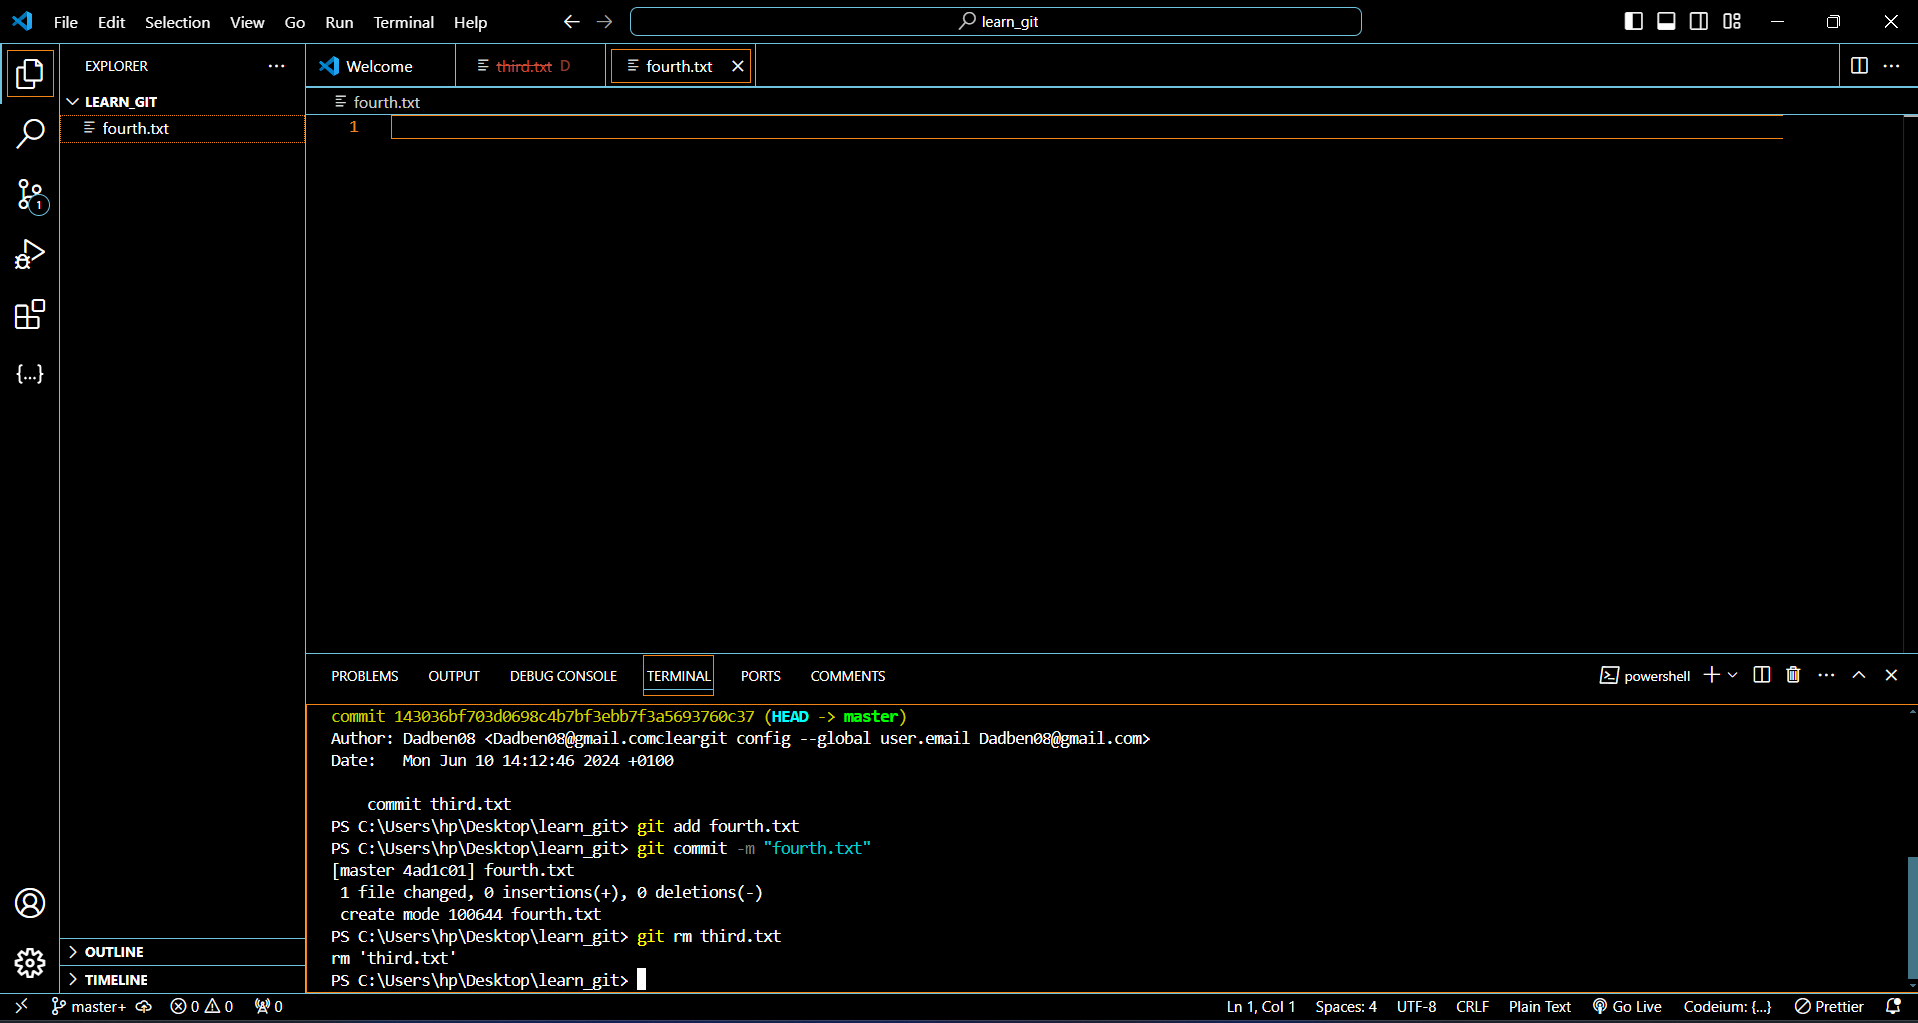 File Edit Selection View Go Run Terminal Help
learn_git
EXPLORER
LEARN_GIT
fourth.txt
1
{...}
OUTLINE
TIMELINE
Welcome
third.txt D
fourth.txt
fourth.txt
1
PROBLEMS OUTPUT DEBUG CONSOLE TERMINAL PORTS COMMENTS
powershell
commit 143036bf703d0698c4b7bf3ebb7f3a5693760c37 (HEAD -> master)
Author: Dadben08 <Dadben08@gmail.comcleargit config --global user.email Dadben08@gmail.com>
Date:   Mon Jun 10 14:12:46 2024 +0100
    commit third.txt
PS C:\Users\hp\Desktop\learn_git> git add fourth.txt
PS C:\Users\hp\Desktop\learn_git> git commit -m "fourth.txt"
[master 4ad1c01] fourth.txt
 1 file changed, 0 insertions(+), 0 deletions(-)
 create mode 100644 fourth.txt
PS C:\Users\hp\Desktop\learn_git> git rm third.txt
rm 'third.txt'
PS C:\Users\hp\Desktop\learn_git>
master+ 0 0 0 Ln 1, Col 1 Spaces: 4 UTF-8 CRLF Plain Text Go Live Codeium: {...} Prettier